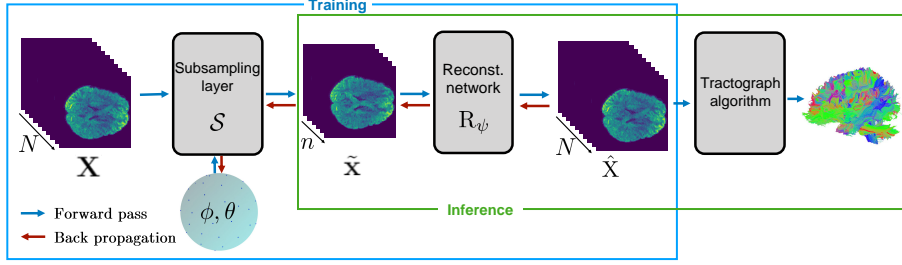 Training
Subsampling
layer
S
Reconst.
network
R_ψ
Tractograph
algorithm
N
X
n
x̃
N
X̂
ϕ, θ
Inference
Forward pass
Back propagation